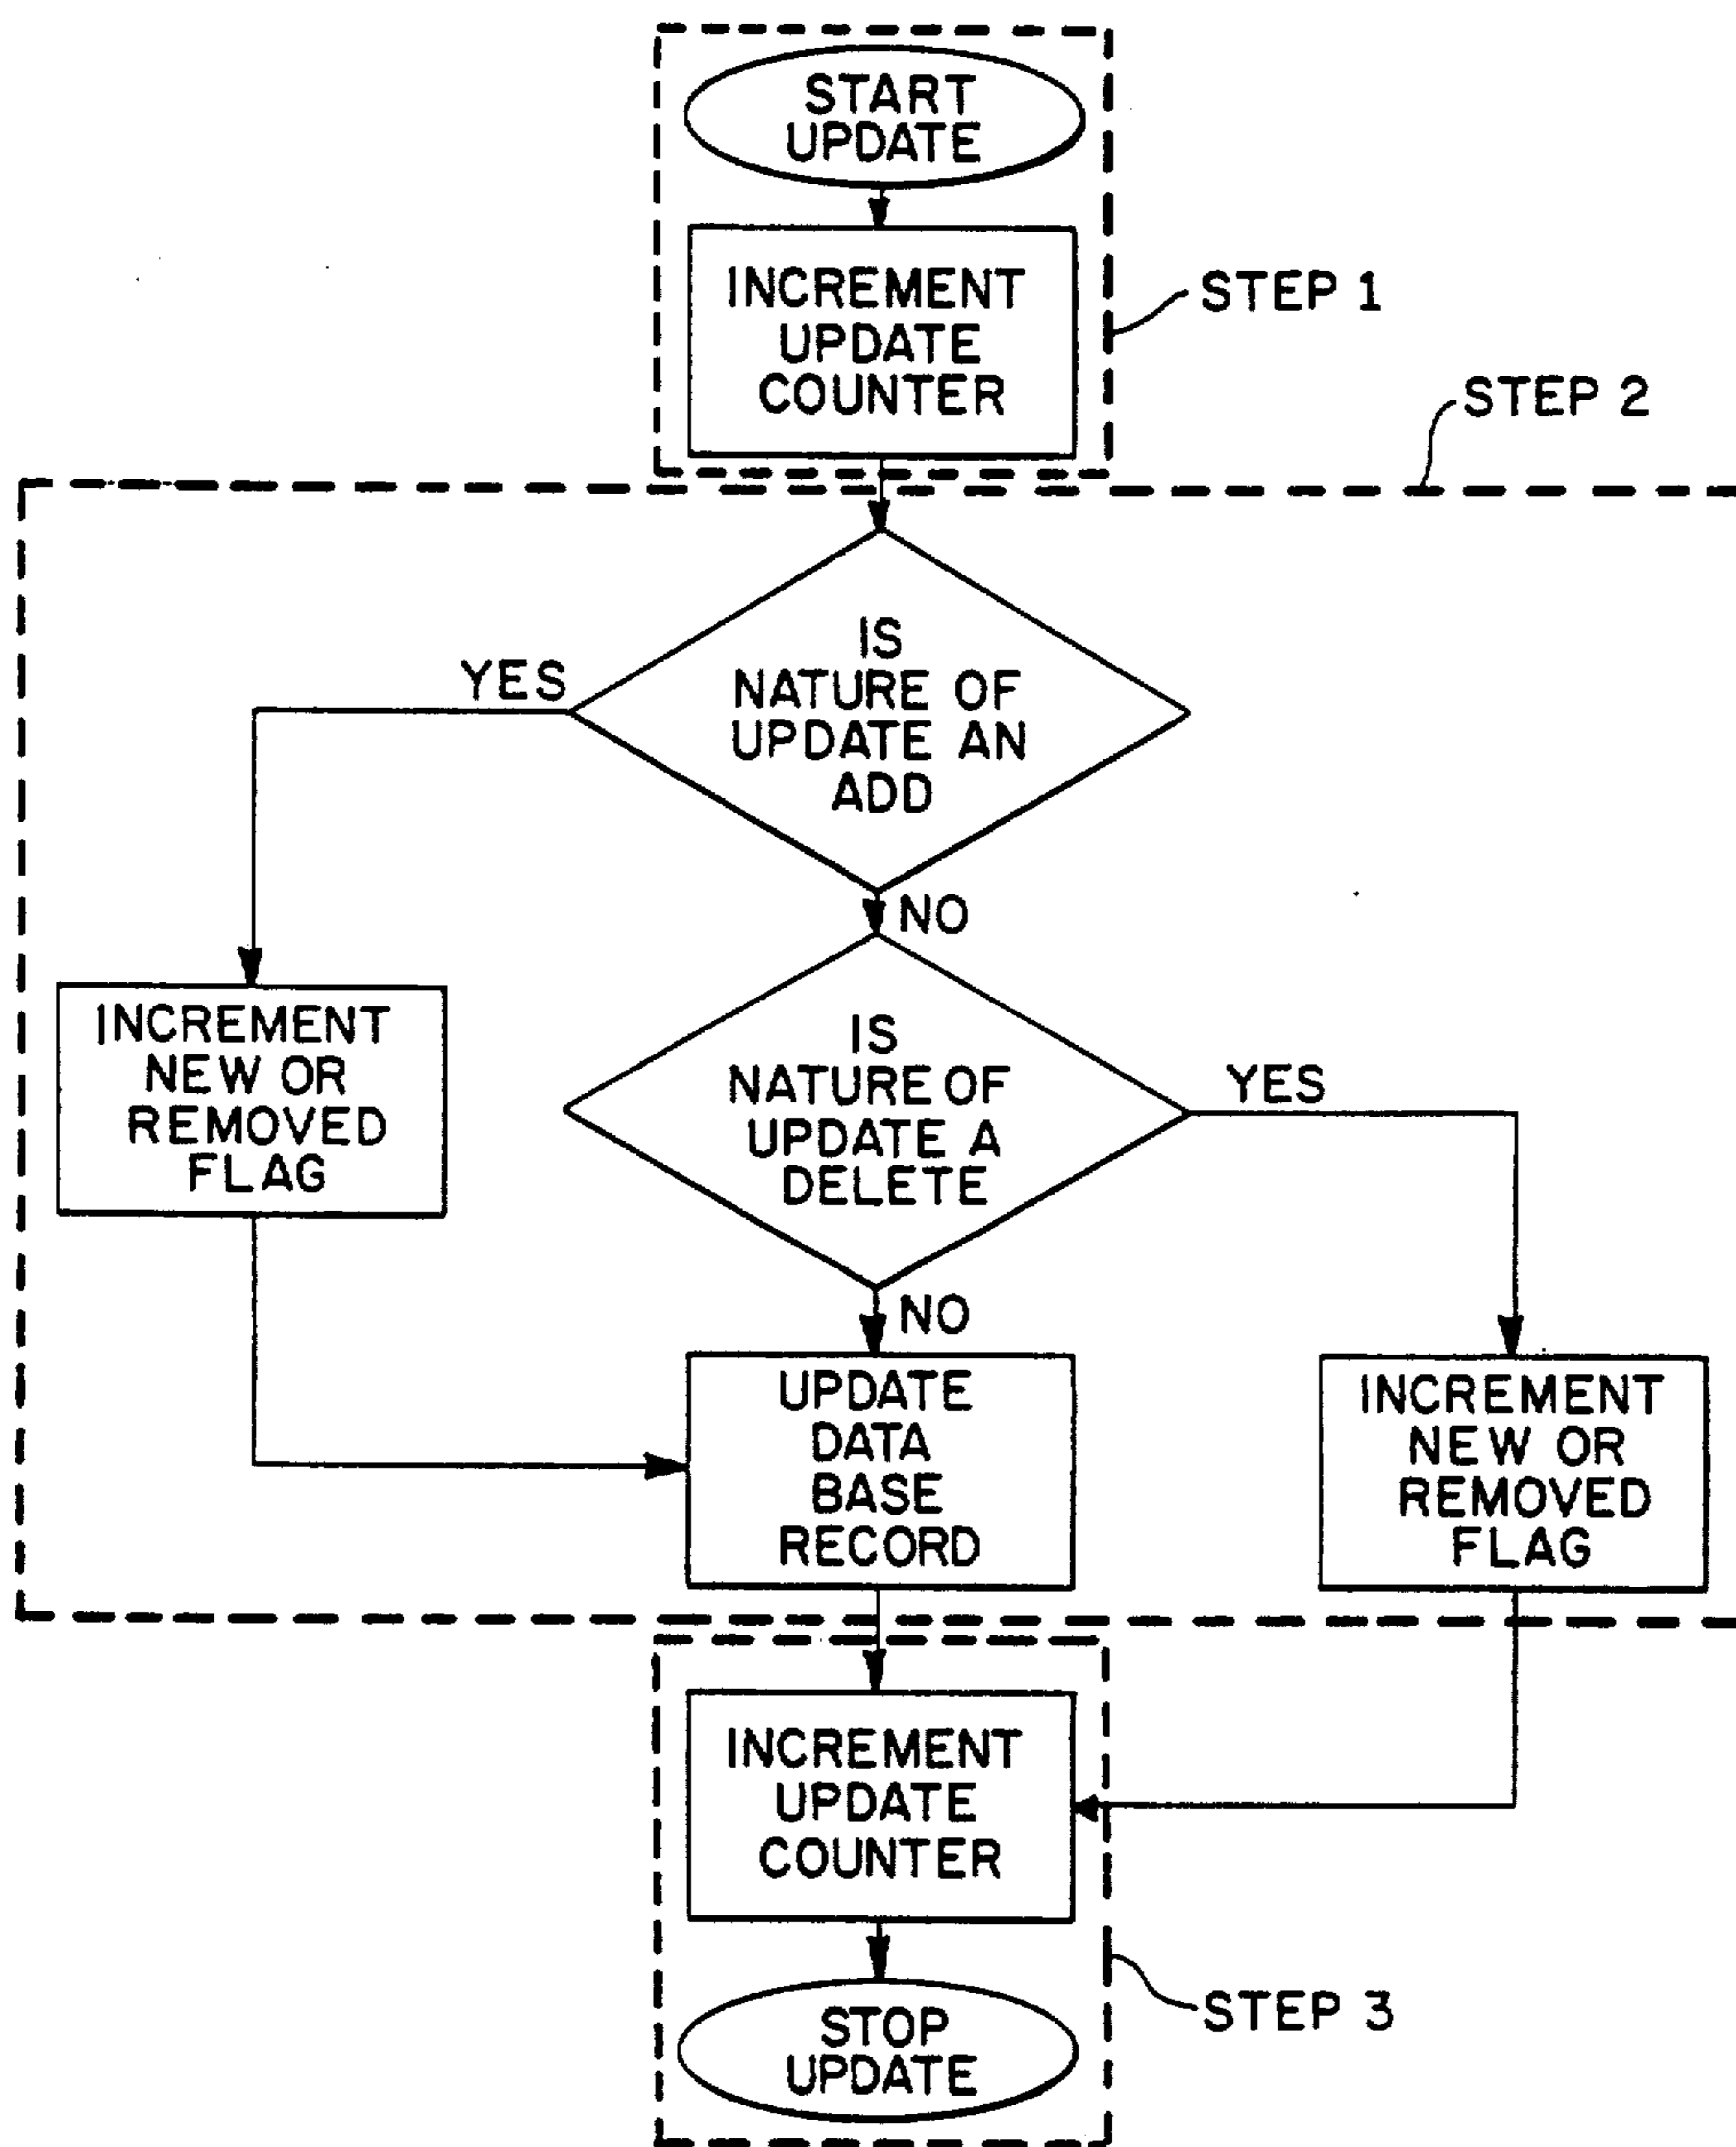 START
UPDATE
INCREMENT
UPDATE
COUNTER
STEP 1
STEP 2
IS
NATURE OF
UPDATE AN
ADD
YES
NO
INCREMENT
NEW OR
REMOVED
FLAG
IS
NATURE OF
UPDATE A
DELETE
YES
NO
UPDATE
DATA
BASE
RECORD
INCREMENT
NEW OR
REMOVED
FLAG
INCREMENT
UPDATE
COUNTER
STOP
UPDATE
STEP 3